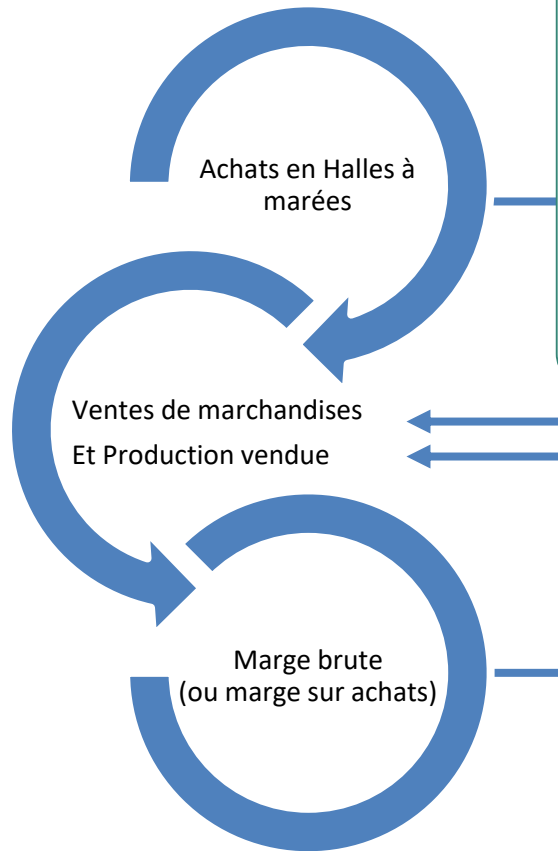 Achats en Halles à
marées
Ventes de marchandises
Et Production vendue
Marge brute
(ou marge sur achats)